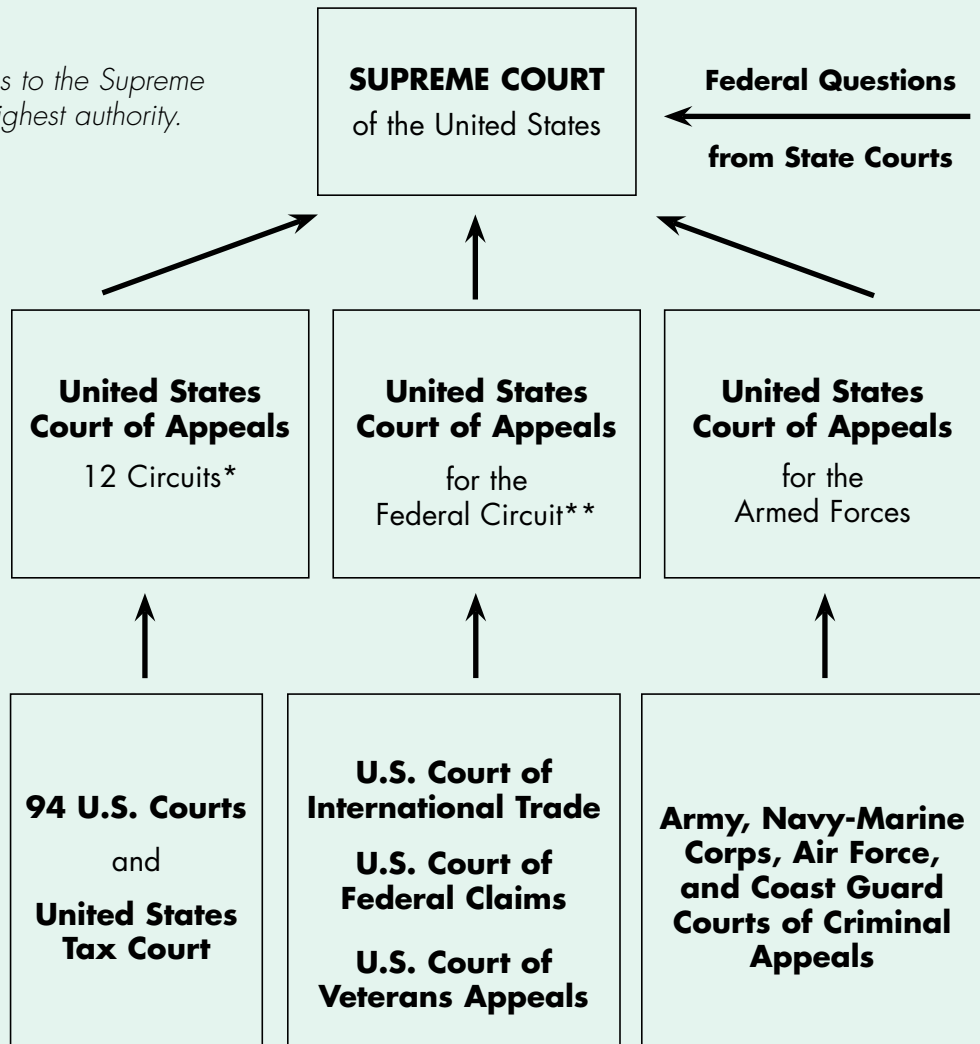 s to the Supreme
ighest authority.
SUPREME COURT
of the United States
Federal Questions
from State Courts
United States
Court of Appeals
12 Circuits*
United States
Court of Appeals
for the
Federal Circuit**
United States
Court of Appeals
for the
Armed Forces
94 U.S. Courts
and
United States
Tax Court
U.S. Court of
International Trade
U.S. Court of
Federal Claims
U.S. Court of
Veterans Appeals
Army, Navy-Marine
Corps, Air Force,
and Coast Guard
Courts of Criminal
Appeals